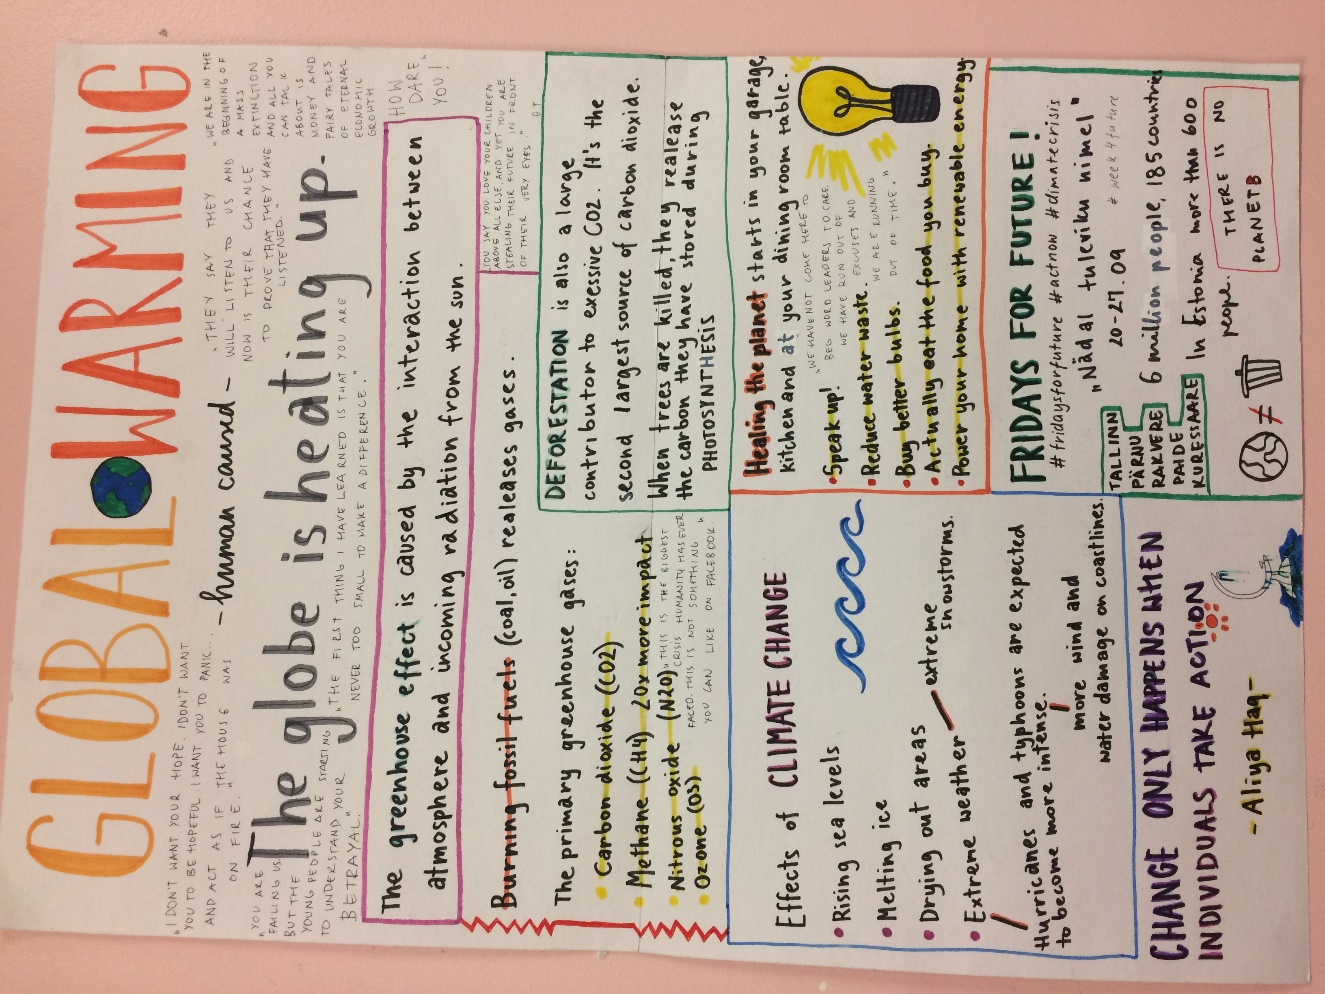 GLOBAL WARMING
"I DON'T WANT YOUR HOPE. I DON'T WANT
YOU TO BE HOPEFUL. I WANT YOU TO PANIC...
AND ACT AS IF THE HOUSE WAS
ON FIRE."
- human caused -
"THEY SAY THEY
WILL LISTEN TO US AND
NOW IS THEIR CHANCE
TO PROVE THAT THEY HAVE
LISTENED."
"WE ARE IN THE
BEGINNING OF
A MASS
EXTINCTION
AND ALL YOU
CAN TALK
ABOUT IS
MONEY AND
FAIRY TALES
OF ETERNAL
ECONOMIC
GROWTH
HOW
DARE
YOU!"
The globe is heating up.
"YOU ARE
FAILING US.
BUT THE
YOUNG PEOPLE ARE STARTING
TO UNDERSTAND YOUR
BETRAYAL."
"THE FIRST THING I HAVE LEARNED IS THAT YOU ARE
NEVER TOO SMALL TO MAKE A DIFFERENCE."
The greenhouse effect is caused by the interaction between
atmosphere and incoming radiation from the sun.
"YOU SAY YOU LOVE YOUR CHILDREN
ABOVE ALL ELSE, AND YET YOU ARE
STEALING THEIR FUTURE IN FRONT
OF THEIR VERY EYES."
GT
Burning fossil fuels (coal, oil) realeases gases.
The primary greenhouse gases:
• Carbon dioxide (CO2)
• Methane (CH4) 20x more impact
• Nitrous oxide (N2O)
• Ozone (O3)
"THIS IS THE BIGGEST
CRISIS HUMANITY HAS EVER
FACED. THIS IS NOT SOMETHING
YOU CAN LIKE ON FACEBOOK."
DEFORESTATION is also a large
contributor to exessive CO2. It's the
second largest source of carbon dioxide.
When trees are killed they realease
the carbon they have stored during
PHOTOSYNTHESIS
Effects of CLIMATE CHANGE
• Rising sea levels
• Melting ice
• Drying out areas
• Extreme weather
extreme
snowstorms.
Hurricanes and typhoons are expected
to become more intense.
more wind and
water damage on coastlines.
Healing the planet starts in your garage,
kitchen and at your dining room table.
"WE HAVE NOT COME HERE TO
BEG WORD LEADERS TO CARE.
WE HAVE RUN OUT OF
EXCUSES AND
WE ARE RUNNING
OUT OF TIME."
• Speak up!
• Reduce water waste.
• Buy better bulbs.
• Actually eat the food you buy.
• Power your home with renewable energy.
FRIDAYS FOR FUTURE!
#fridaysforfuture #actnow #climatecrisis
"Nädal tuleviku nimel"
20-27.09 #week4future
6 million people, 185 countries
In Estonia more than 600
people.
TALLINN
PÄRNU
RAKVERE
PAIDE
KURESSAARE
THERE IS NO
PLANET B
≠
CHANGE ONLY HAPPENS WHEN
INDIVIDUALS TAKE ACTION
- Aliya Haq -